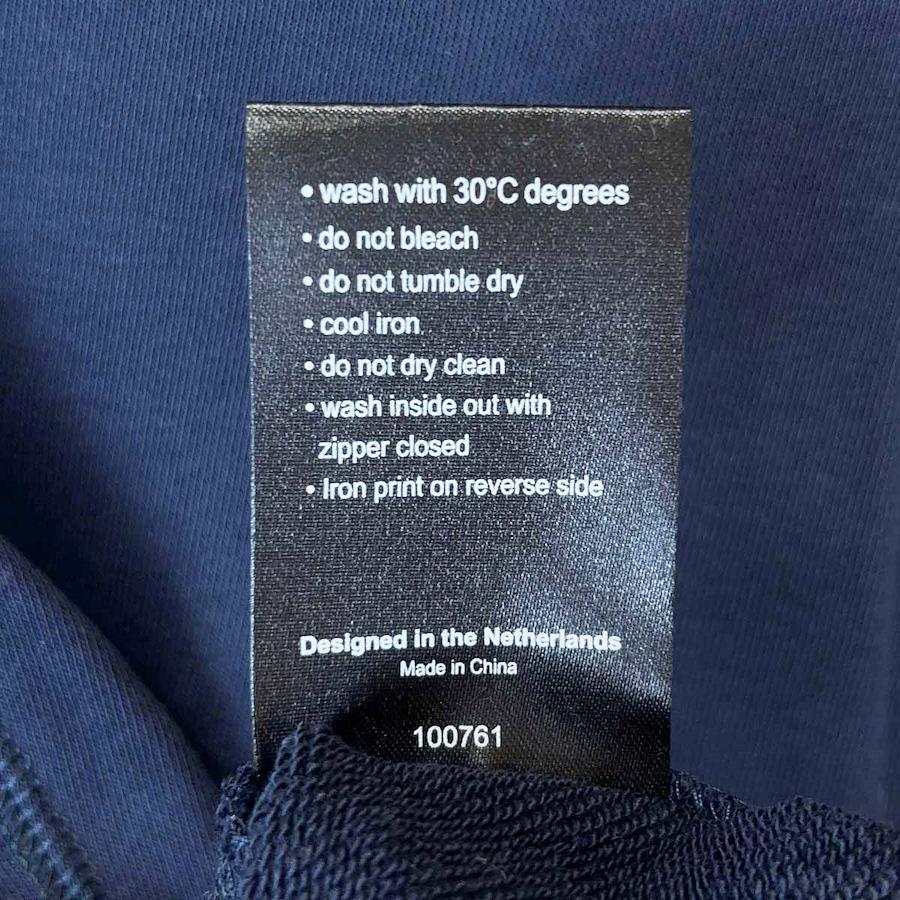 • wash with 30°C degrees
• do not bleach
• do not tumble dry
• cool iron
• do not dry clean
• wash inside out with
zipper closed
• Iron print on reverse side
Designed in the Netherlands
Made in China
100761